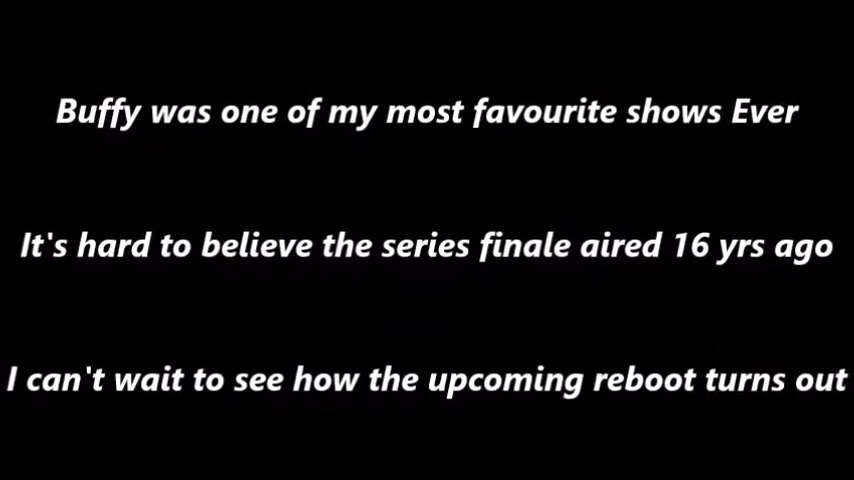 Buffy was one of my most favourite shows Ever
It's hard to believe the series finale aired 16 yrs ago
I can't wait to see how the upcoming reboot turns out